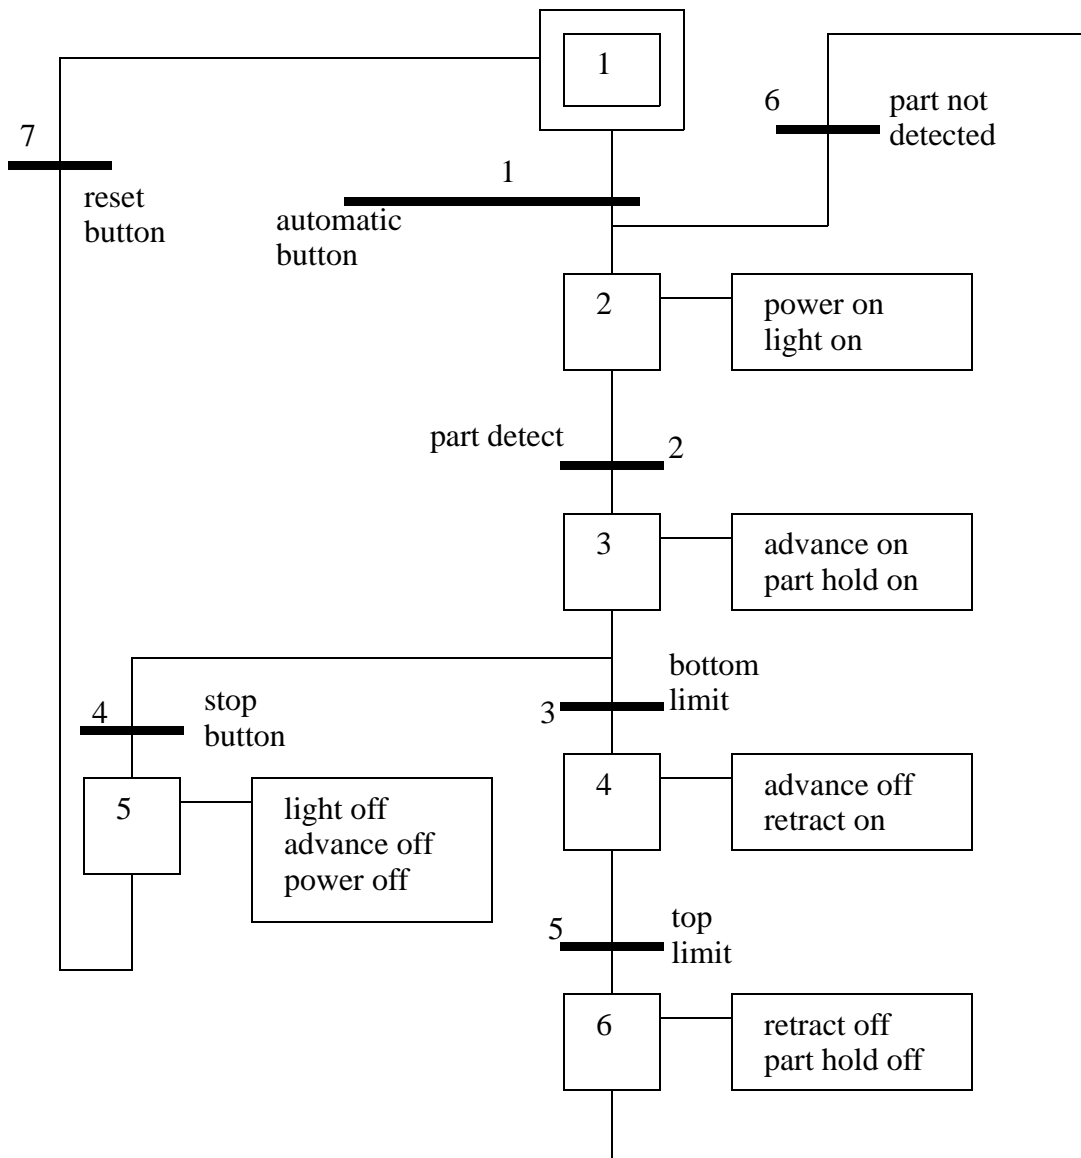 1
6
part not
detected
7
reset
button
1
automatic
button
2
power on
light on
part detect
2
3
advance on
part hold on
bottom
limit
3
4
stop
button
4
advance off
retract on
5
light off
advance off
power off
5
top
limit
6
retract off
part hold off